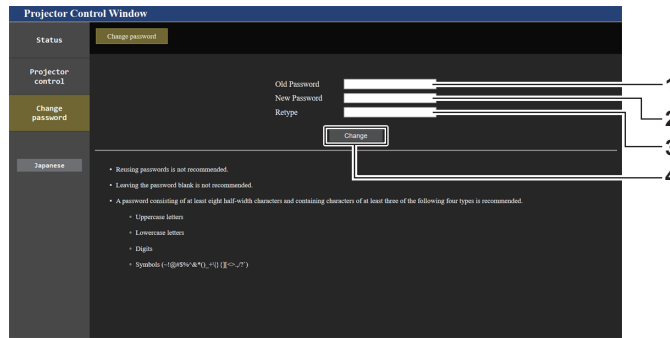 Projector Control Window
Status
Change password
Projector
control
Change
password
Japanese
Old Password
New Password
Retype
Change
1
2
3
4
• Reusing passwords is not recommended.
• Leaving the password blank is not recommended.
• A password consisting of at least eight half-width characters and containing characters of at least three of the following four types is recommended.
Uppercase letters
Lowercase letters
Digits